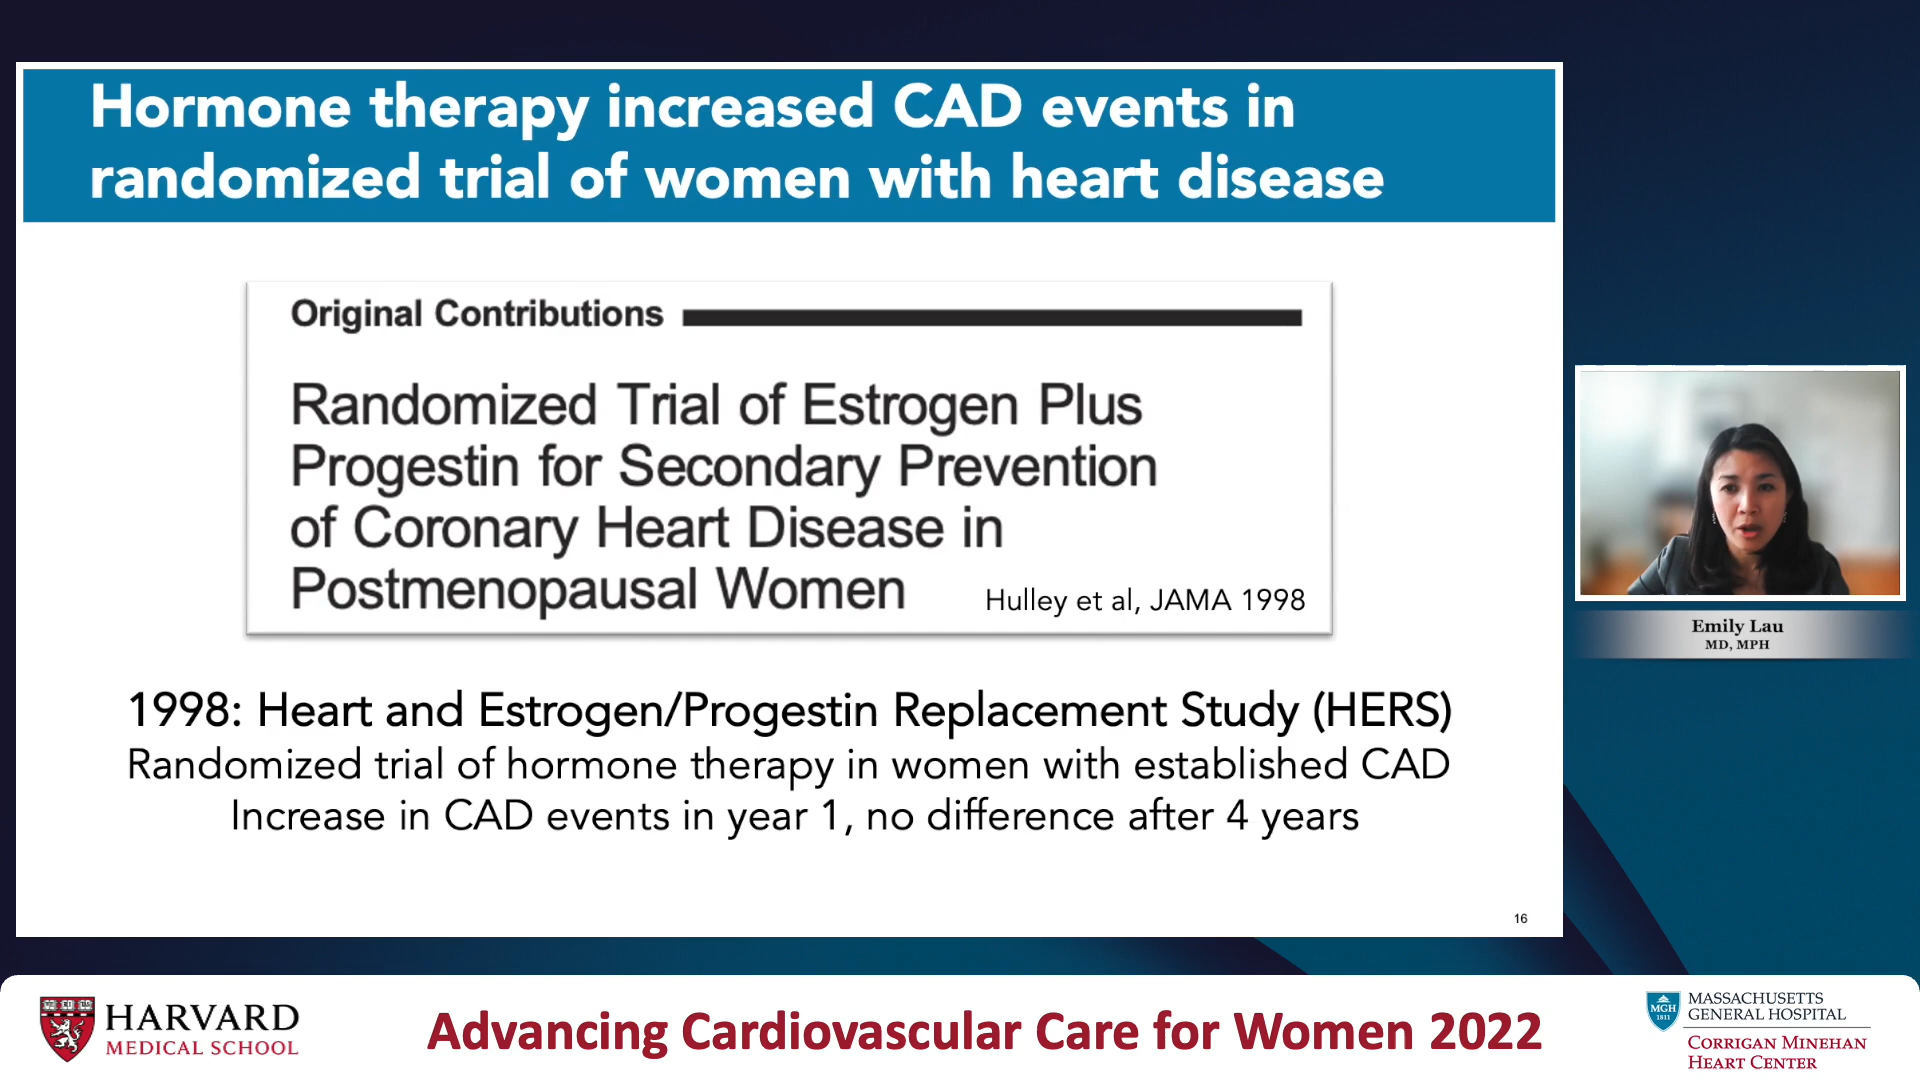 Hormone therapy increased CAD events in
randomized trial of women with heart disease
Original Contributions
Randomized Trial of Estrogen Plus
Progestin for Secondary Prevention
of Coronary Heart Disease in
Postmenopausal Women
Hulley et al, JAMA 1998
1998: Heart and Estrogen/Progestin Replacement Study (HERS)
Randomized trial of hormone therapy in women with established CAD
Increase in CAD events in year 1, no difference after 4 years
16
Emily Lau
MD, MPH
HARVARD
MEDICAL SCHOOL
Advancing Cardiovascular Care for Women 2022
MGH
1811
MASSACHUSETTS
GENERAL HOSPITAL
CORRIGAN MINEHAN
HEART CENTER